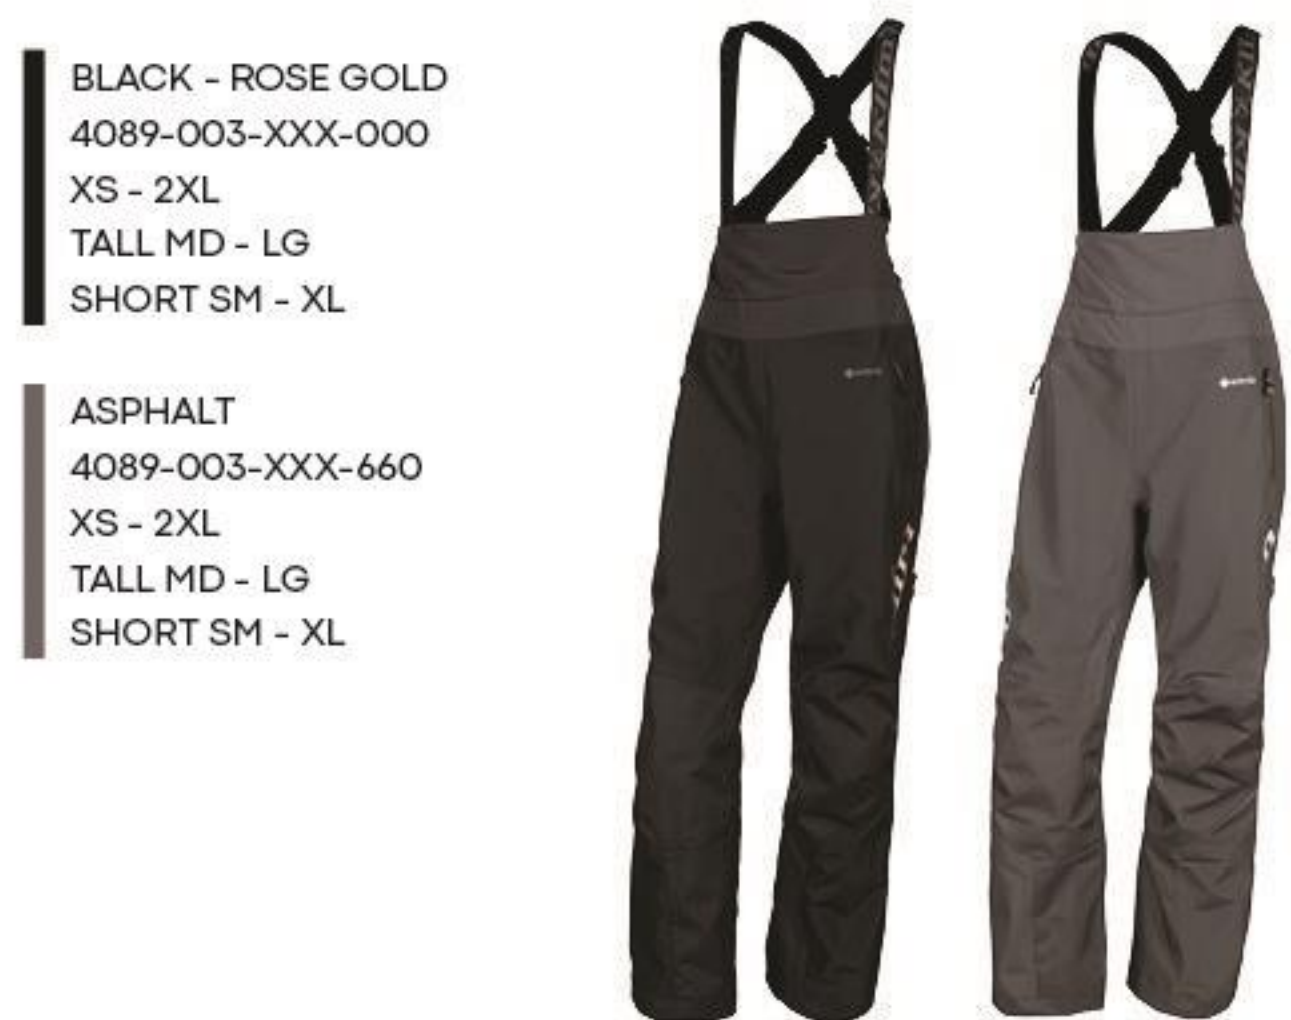 BLACK - ROSE GOLD
4089-003-XXX-000
XS - 2XL
TALL MD - LG
SHORT SM - XL
ASPHALT
4089-003-XXX-660
XS - 2XL
TALL MD - LG
SHORT SM - XL